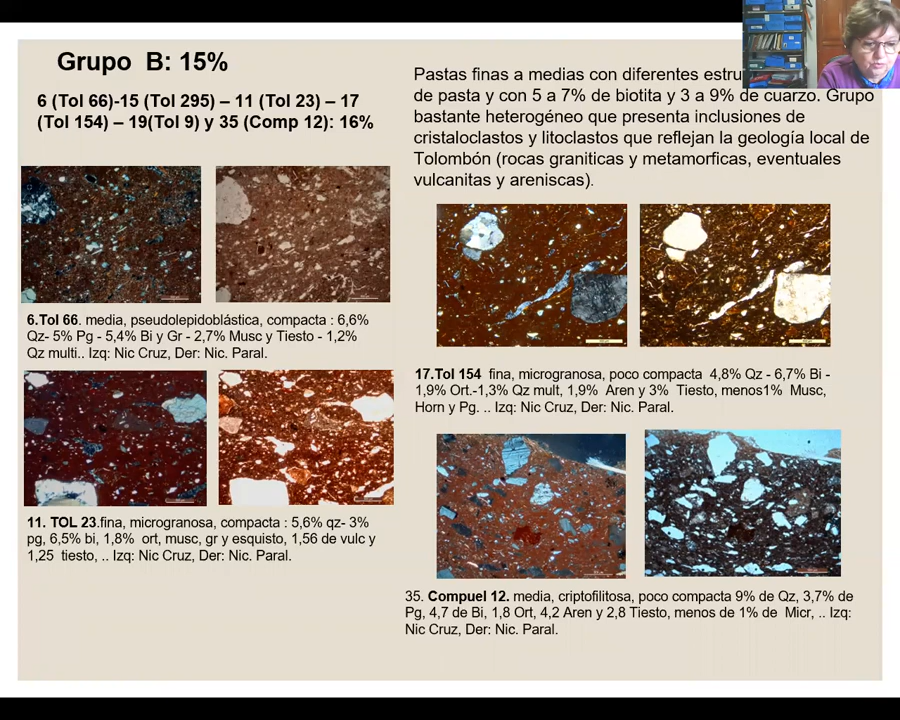 Grupo B: 15%
6 (Tol 66)-15 (Tol 295) – 11 (Tol 23) – 17
(Tol 154) – 19(Tol 9) y 35 (Comp 12): 16%
Pastas finas a medias con diferentes
de pasta y con 5 a 7% de biotita y 3 a 9% de cuarzo. Grupo
bastante heterogéneo que presenta inclusiones de
cristaloclastos y litoclastos que reflejan la geología local de
Tolombón (rocas graniticas y metamorficas, eventuales
vulcanitas y areniscas).
6.Tol 66. media, pseudolepidoblástica, compacta : 6,6%
Qz- 5% Pg - 5,4% Bi y Gr - 2,7% Musc y Tiesto - 1,2%
Qz multi.. Izq: Nic Cruz, Der: Nic. Paral.
11. TOL 23.fina, microgranosa, compacta : 5,6% qz- 3%
pg, 6,5% bi, 1,8% ort, musc, gr y esquisto, 1,56 de vulc y
1,25 tiesto, .. Izq: Nic Cruz, Der: Nic. Paral.
17.Tol 154 fina, microgranosa, poco compacta 4,8% Qz - 6,7% Bi -
1,9% Ort.-1,3% Qz mult, 1,9% Aren y 3% Tiesto, menos1% Musc,
Horn y Pg. .. Izq: Nic Cruz, Der: Nic. Paral.
35. Compuel 12. media, criptofilitosa, poco compacta 9% de Qz, 3,7% de
Pg, 4,7 de Bi, 1,8 Ort, 4,2 Aren y 2,8 Tiesto, menos de 1% de Micr, .. Izq:
Nic Cruz, Der: Nic. Paral.